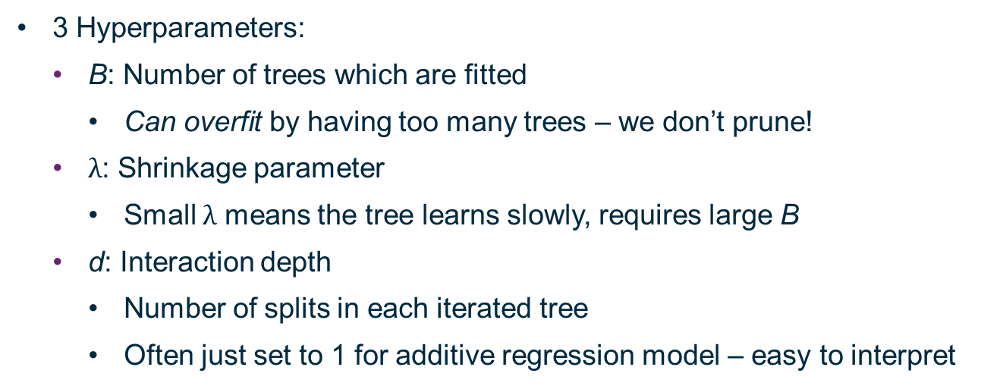 • 3 Hyperparameters:
• B: Number of trees which are fitted
• Can overfit by having too many trees – we don’t prune!
• λ: Shrinkage parameter
• Small λ means the tree learns slowly, requires large B
• d: Interaction depth
• Number of splits in each iterated tree
• Often just set to 1 for additive regression model – easy to interpret